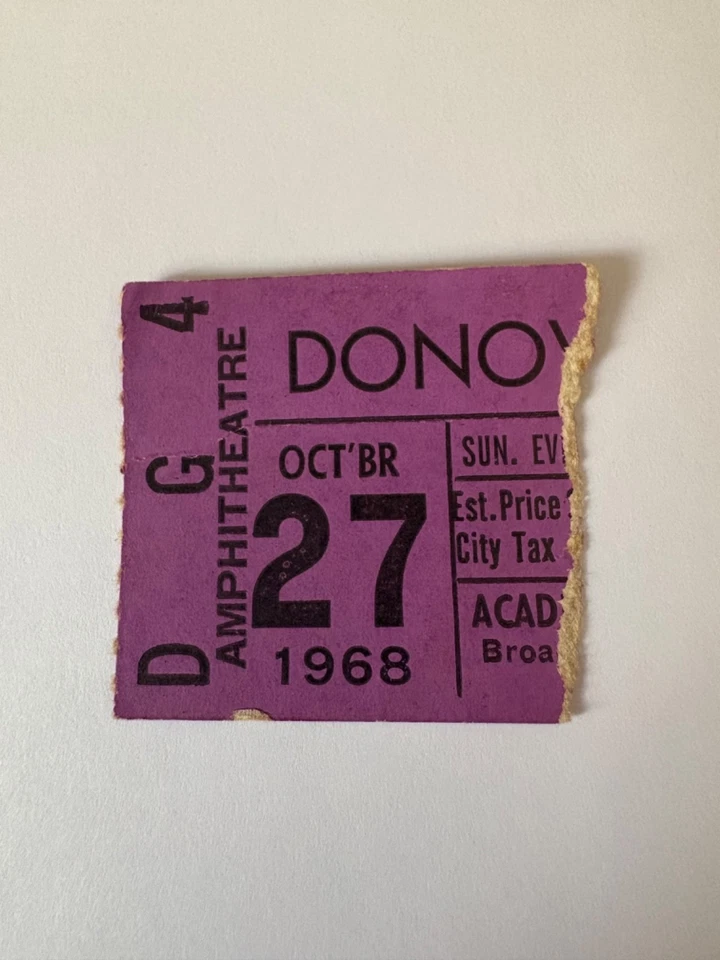 D G 4
AMPHITHEATRE
DONOV
OCT'BR
27
1968
SUN. EV
Est. Price
City Tax
ACAD
Broa